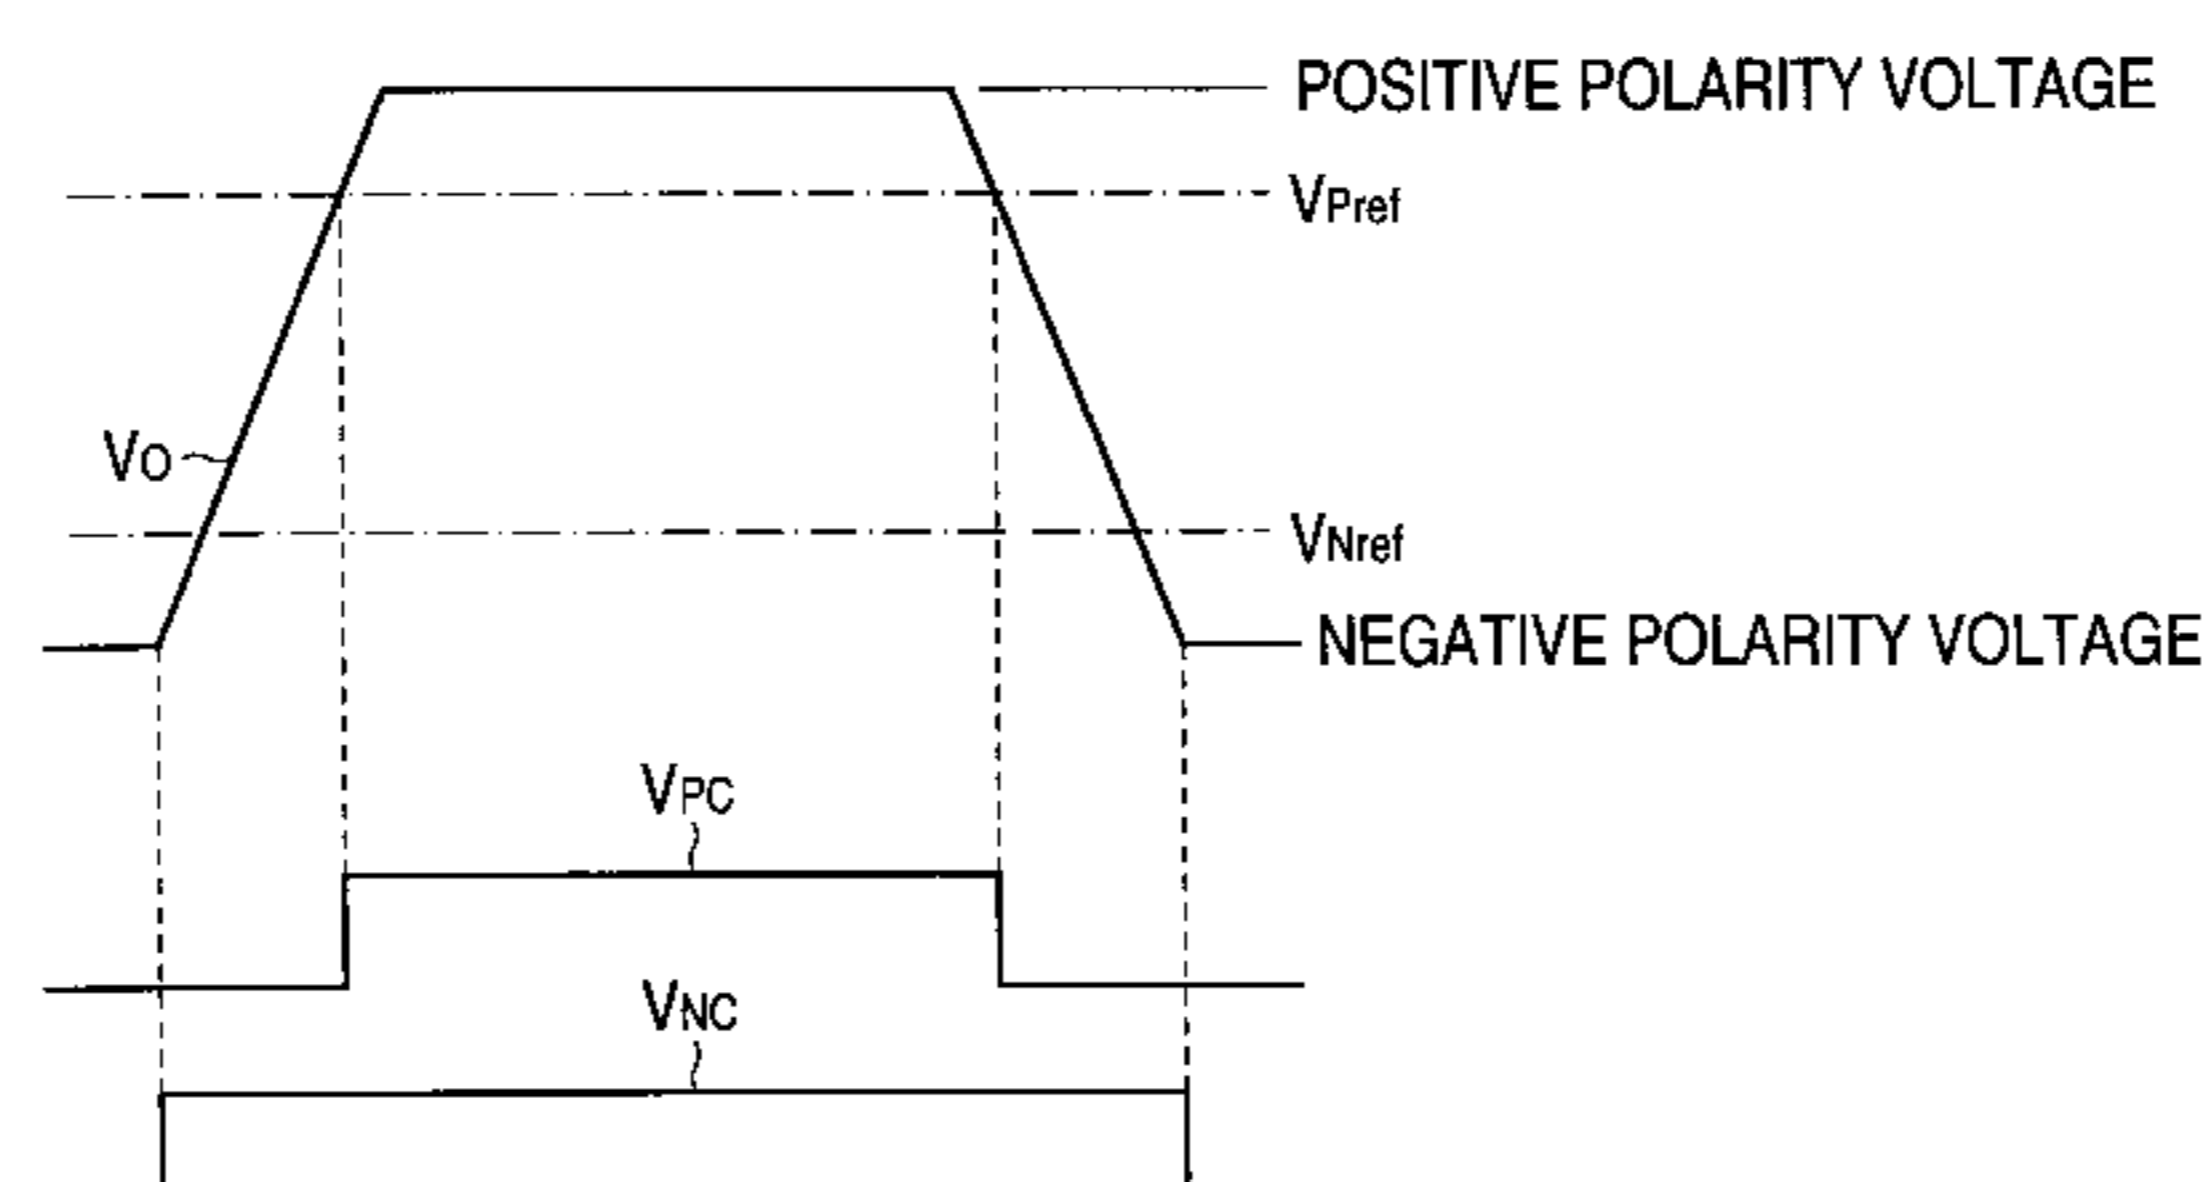 POSITIVE POLARITY VOLTAGE
VPref
VO
VNref
NEGATIVE POLARITY VOLTAGE
VPC
VNC